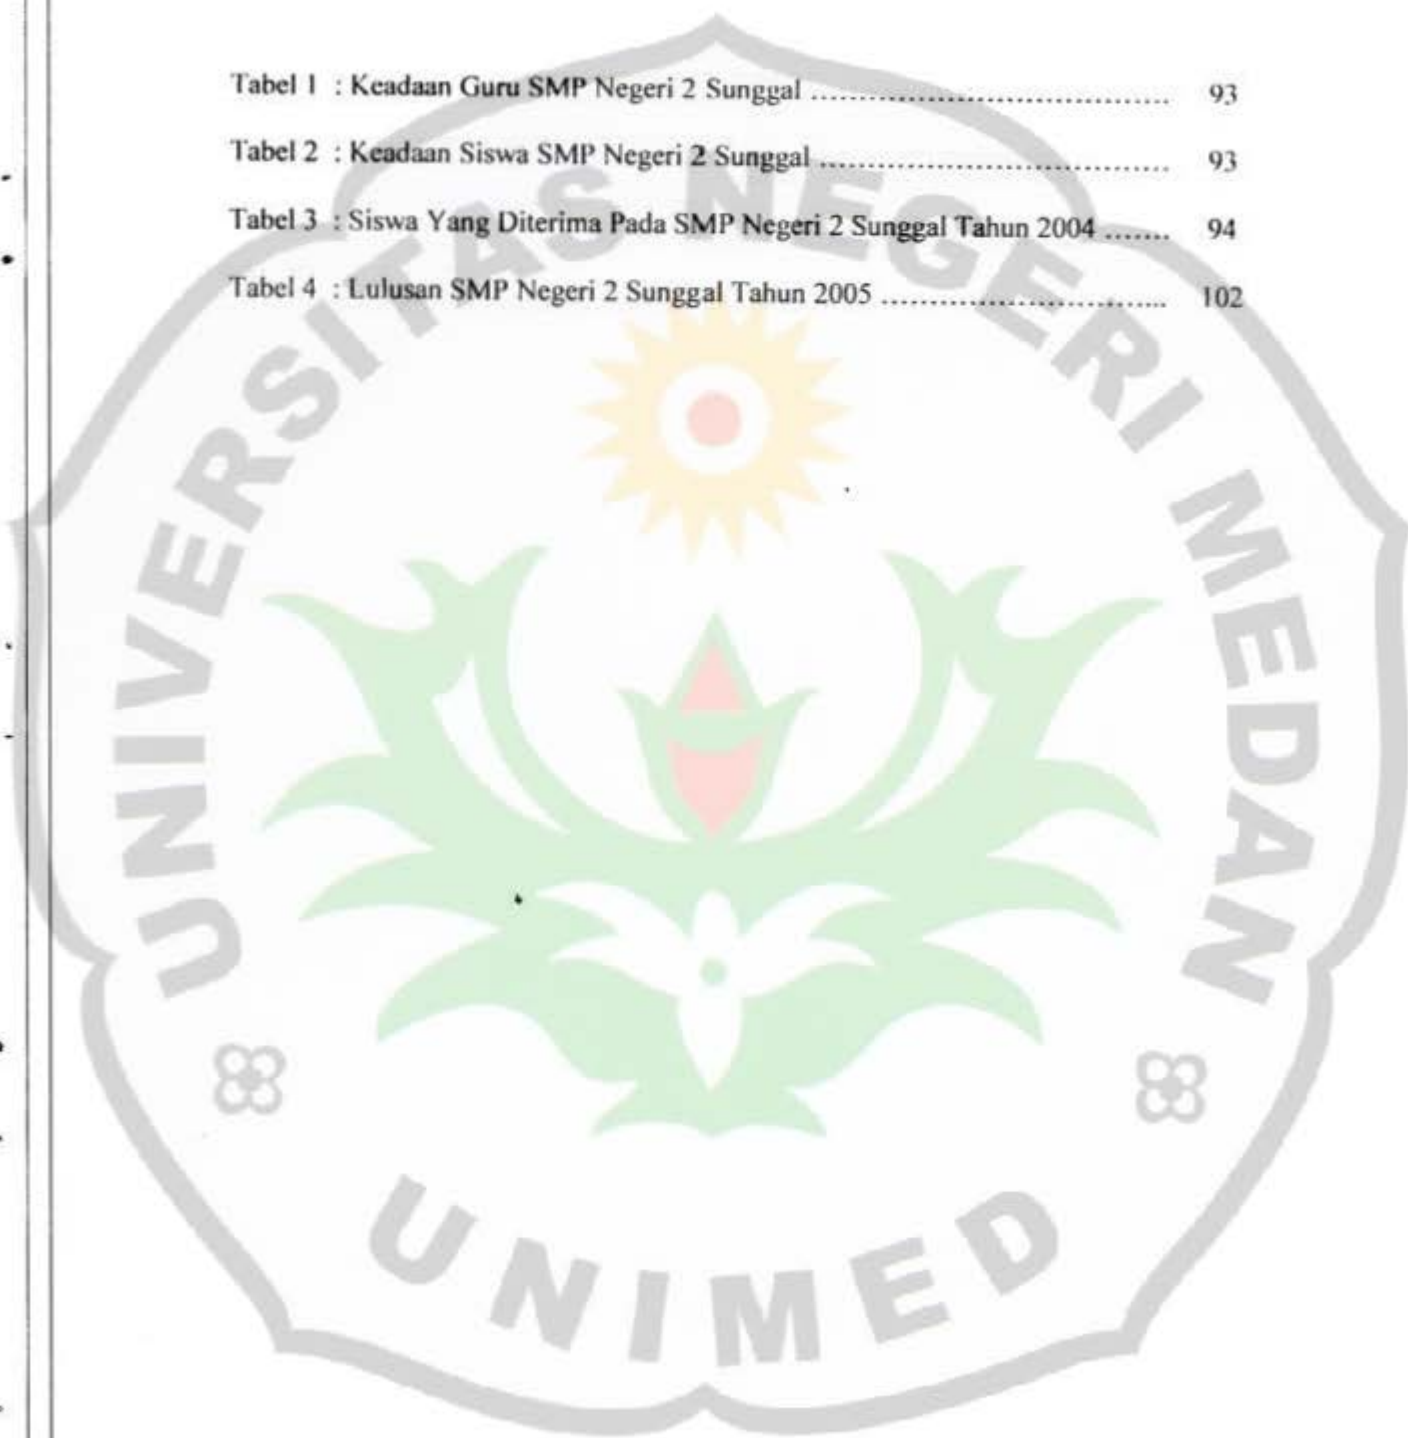 Tabel 1 : Keadaan Guru SMP Negeri 2 Sunggal ..................................... 93
Tabel 2 : Keadaan Siswa SMP Negeri 2 Sunggal .................................... 93
Tabel 3 : Siswa Yang Diterima Pada SMP Negeri 2 Sunggal Tahun 2004 ....... 94
Tabel 4 : Lulusan SMP Negeri 2 Sunggal Tahun 2005 ............................. 102
UNIVERSITAS NEGERI MEDAN
UNIMED